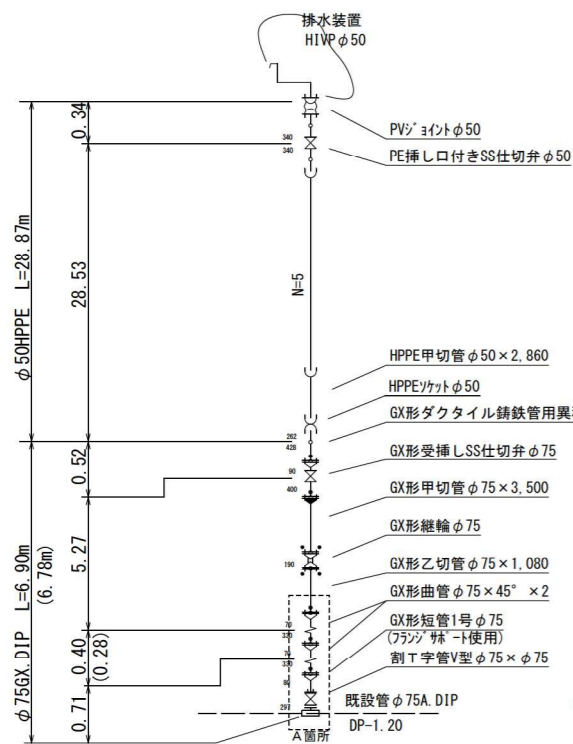 排水装置
HIVPφ50
PVｼﾞｮｲﾝﾄφ50
PE挿し口付きSS仕切弁φ50
0.34
340
340
φ50HPPE L=28.87m
28.53
N=5
HPPE甲切管φ50×2,860
HPPEｿｹｯﾄφ50
GX形ダクタイル鋳鉄管用異
262
428
GX形受挿しSS仕切弁φ75
0.52
90
400
GX形甲切管φ75×3,500
GX形継輪φ75
5.27
190
GX形乙切管φ75×1,080
φ75GX.DIP L=6.90m
(6.78m)
GX形曲管φ75×45° ×2
70
330
GX形短管1号φ75
(ﾌﾗﾝｼﾞｻﾎﾟｰﾄ使用)
0.40
(0.28)
70
330
割T字管V型φ75×φ75
80
0.71
297
既設管φ75A.DIP
DP-1.20
A箇所